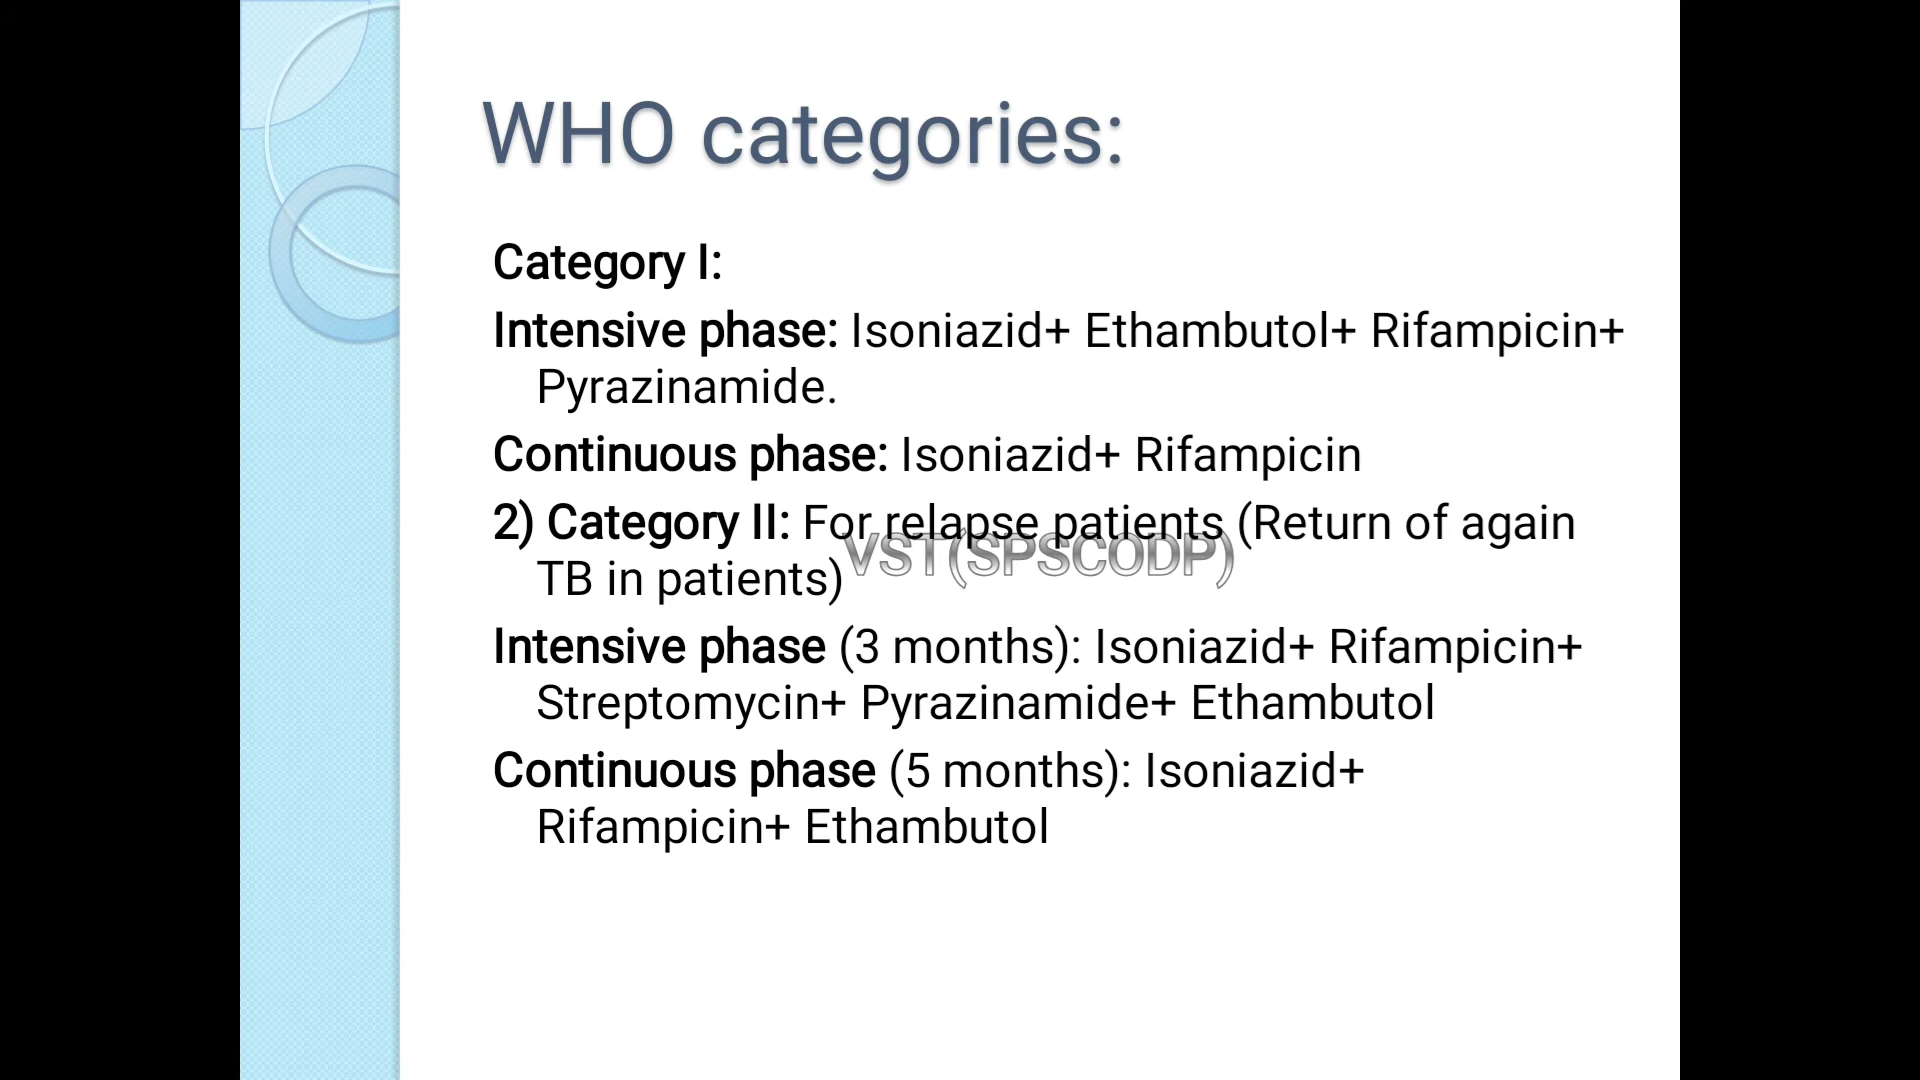 WHO categories:
Category I:
Intensive phase: Isoniazid+ Ethambutol+ Rifampicin+
Pyrazinamide.
Continuous phase: Isoniazid+ Rifampicin
2) Category II: For relapse patients (Return of again
VST(SPSCODP)
TB in patients)
Intensive phase (3 months): Isoniazid+ Rifampicin+
Streptomycin+ Pyrazinamide+ Ethambutol
Continuous phase (5 months): Isoniazid+
Rifampicin+ Ethambutol